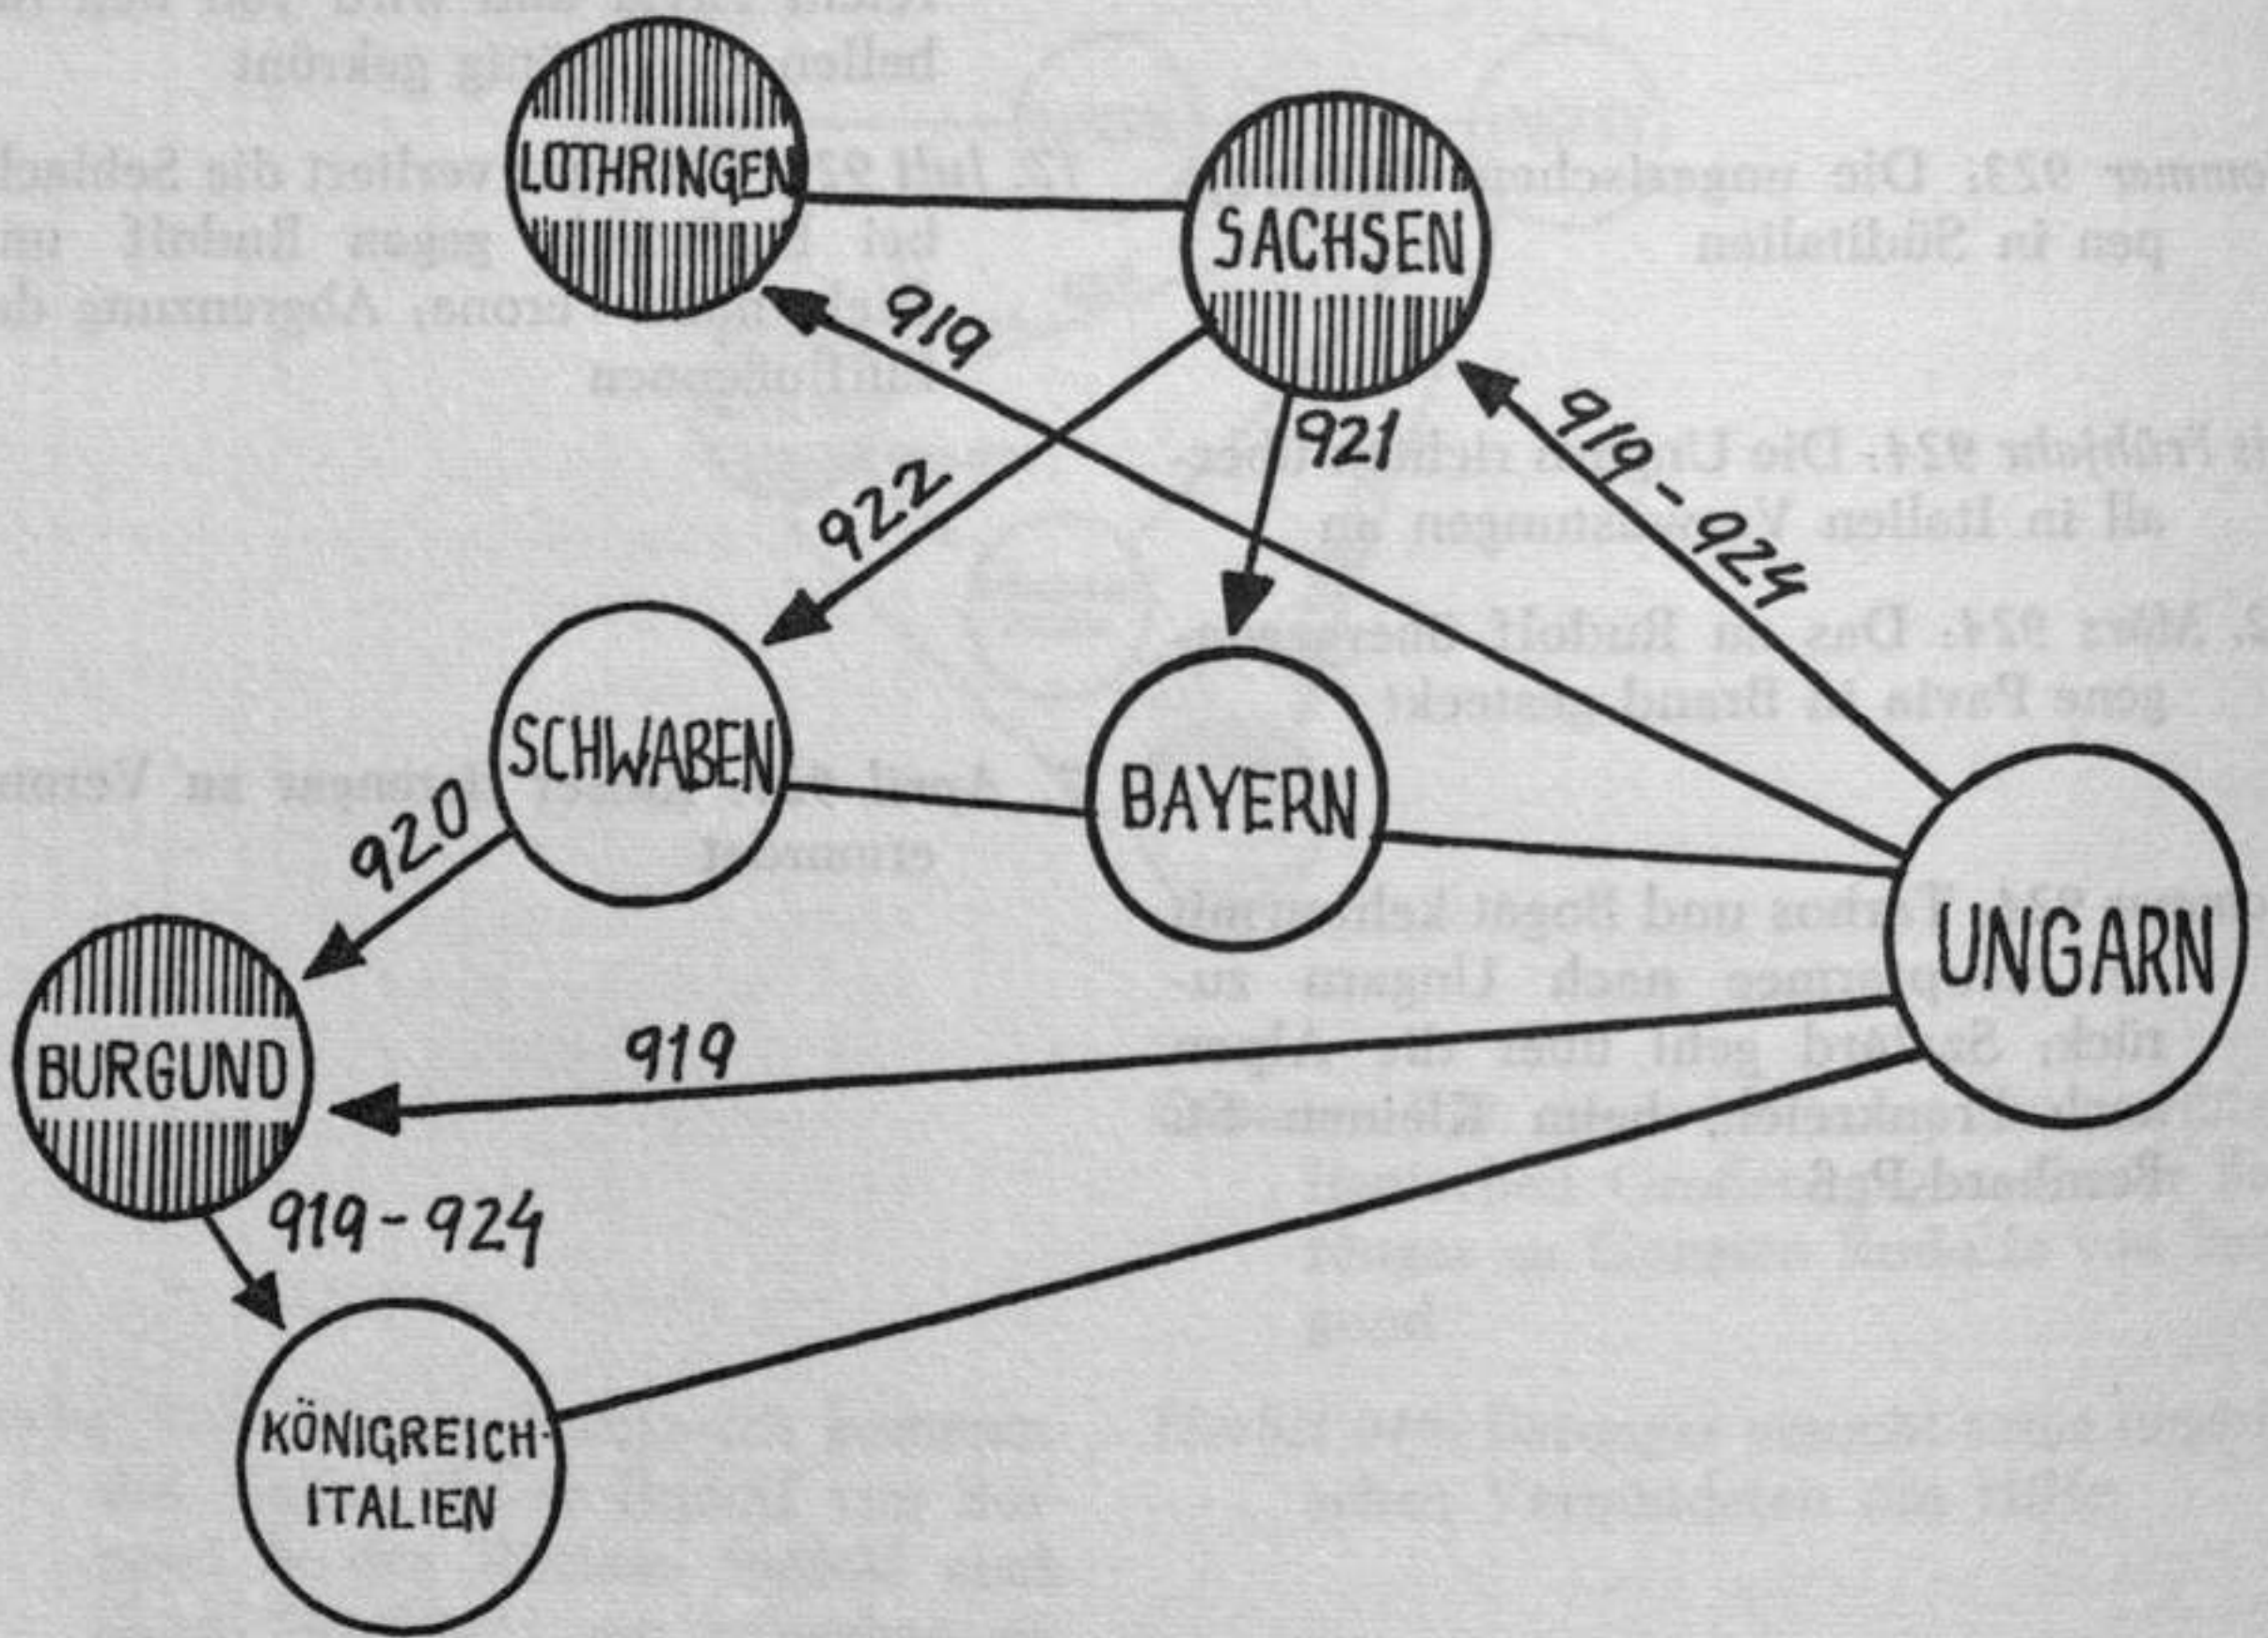 LOTHRINGEN
SACHSEN
919
921
919-924
922
SCHWABEN
BAYERN
920
UNGARN
BURGUND
919
919-924
KÖNIGREICH-
ITALIEN